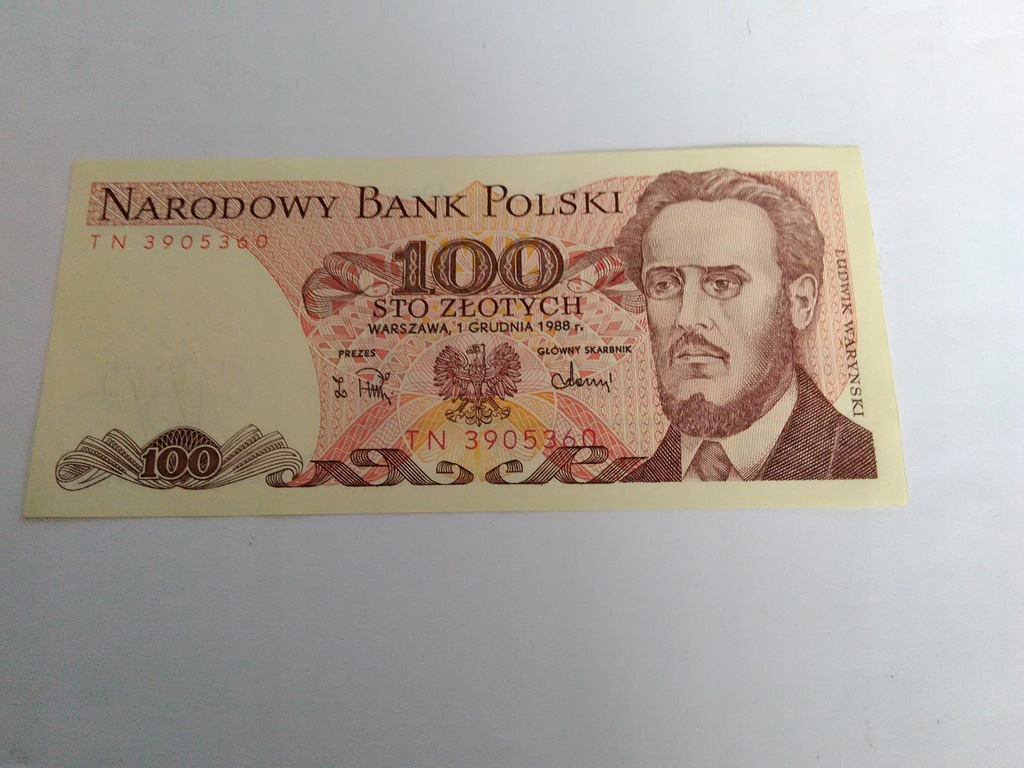 NARODOWY BANK POLSKI
TN 3905360
100
STO ZŁOTYCH
WARSZAWA, 1 GRUDNIA 1988 r.
PREZES
GŁÓWNY SKARBNIK
TN 3905360
100
LUDWIK WARYŃSKI